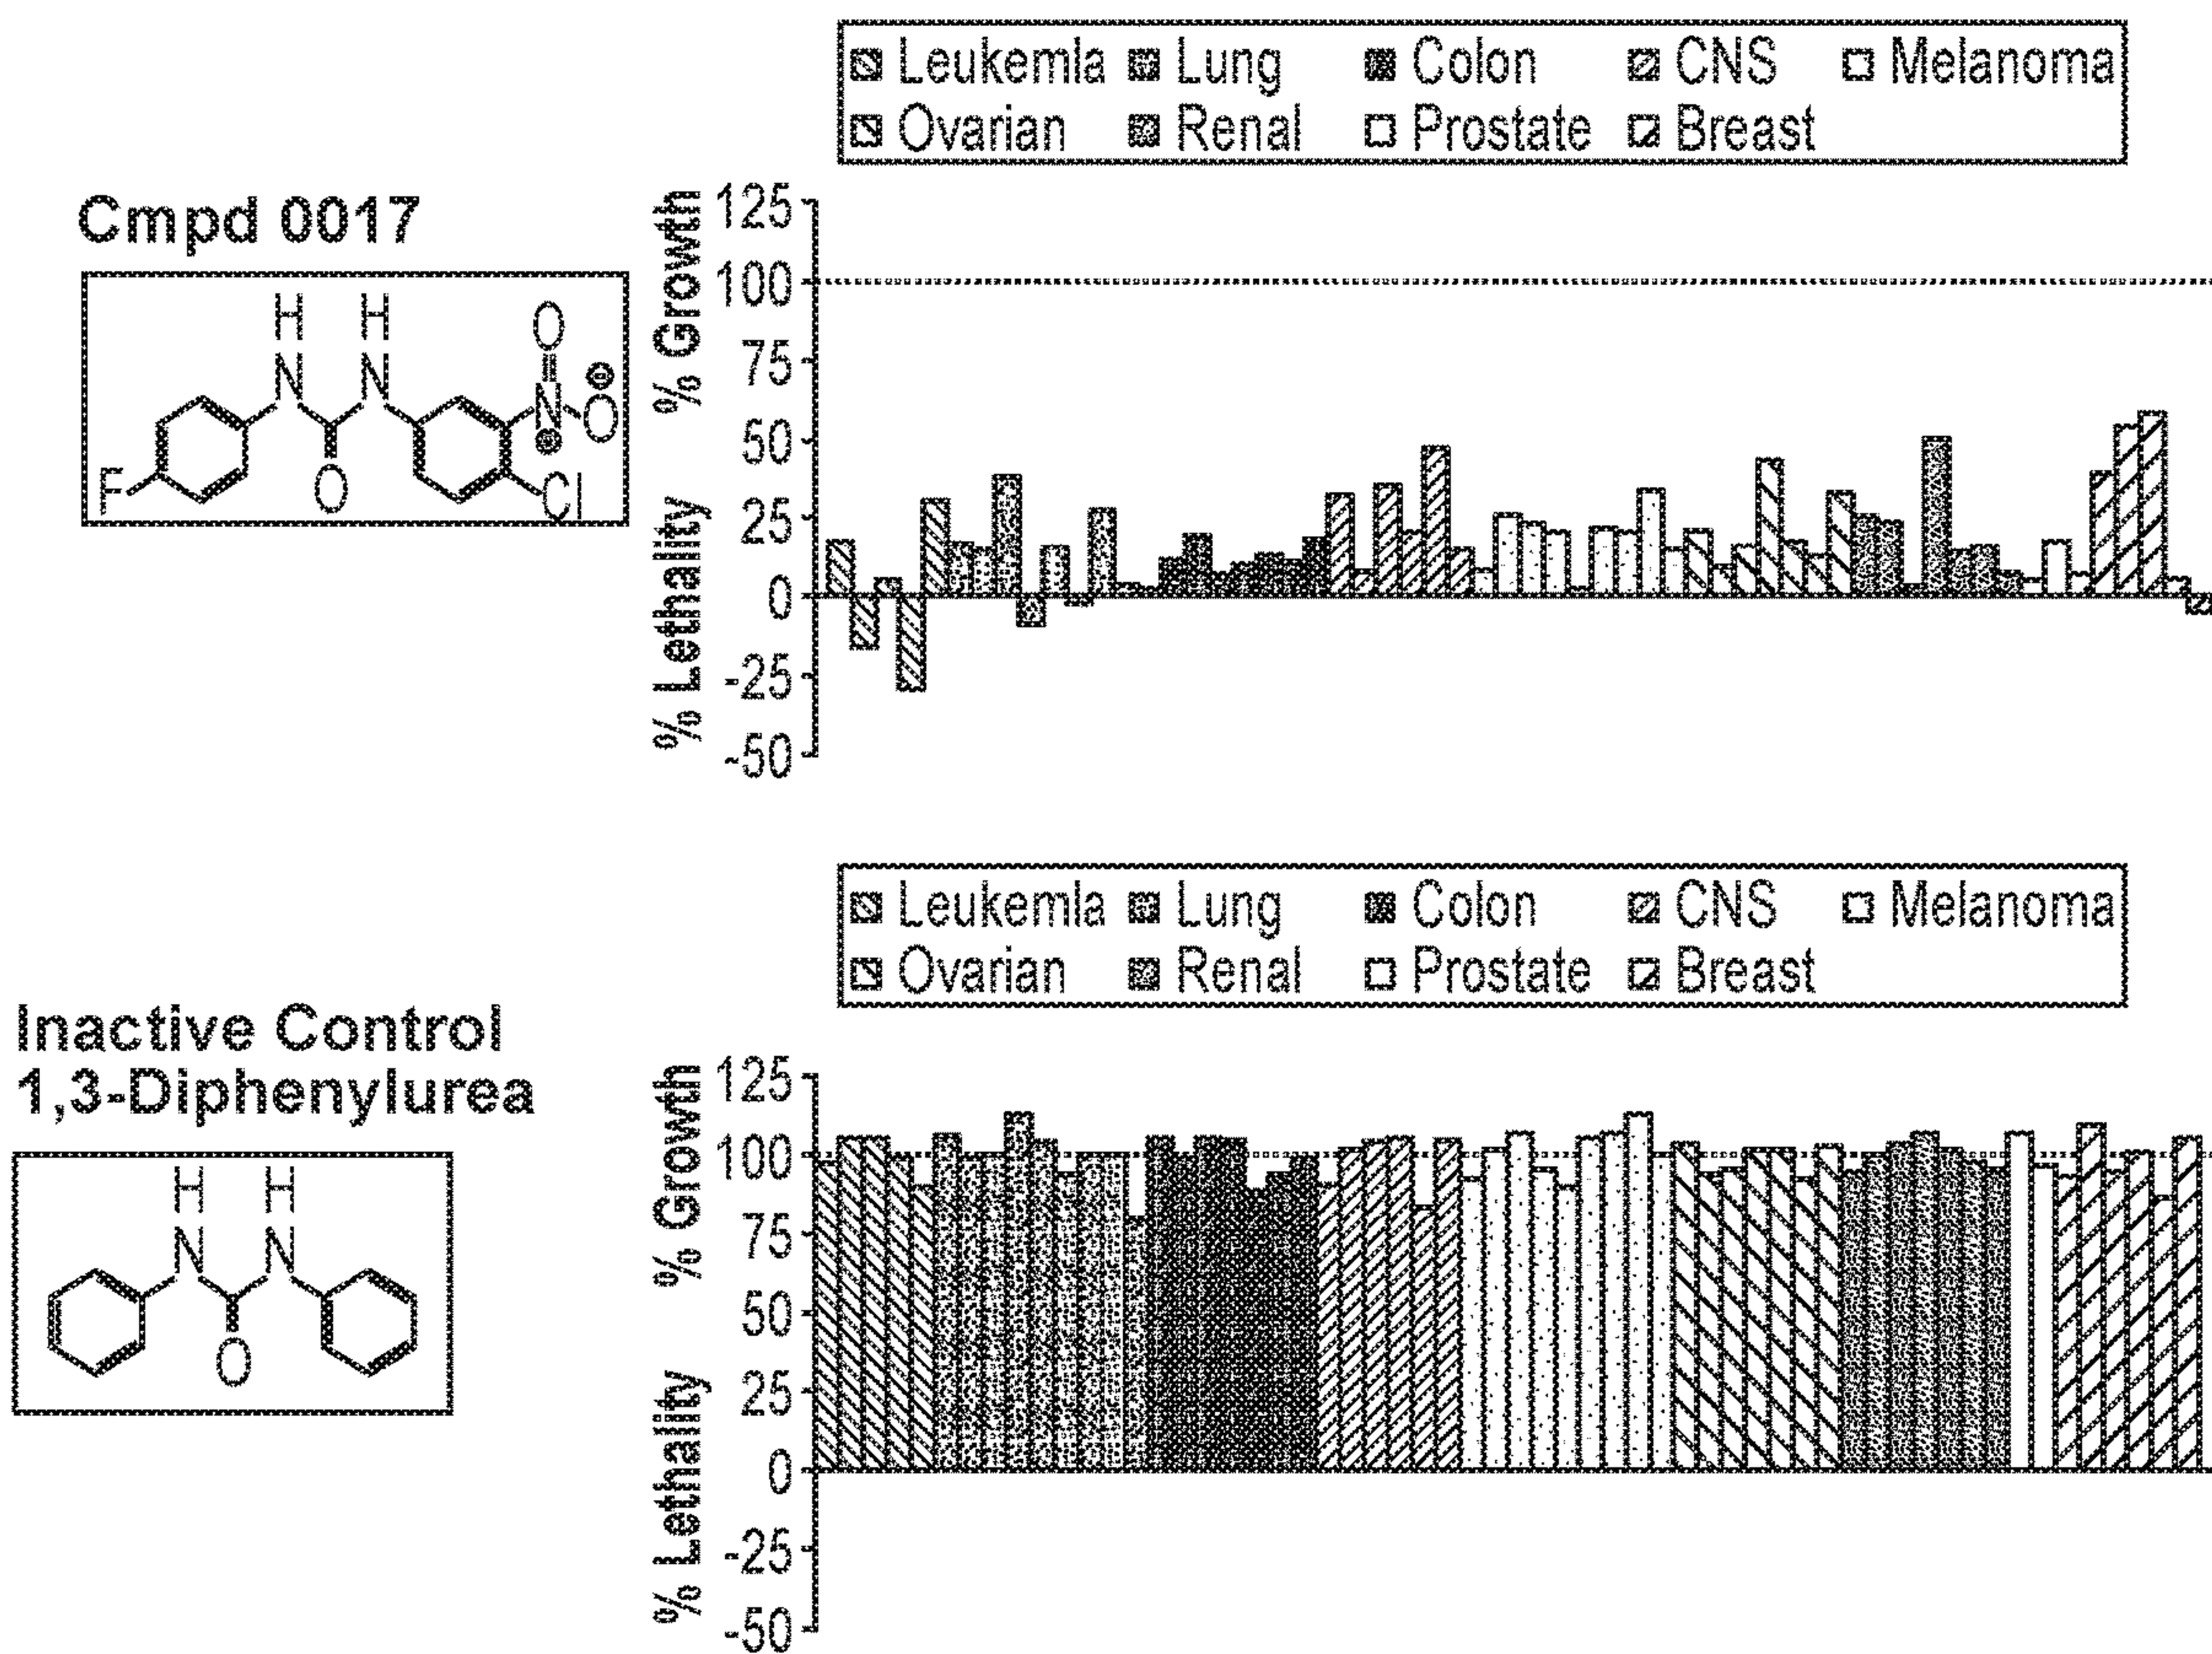 Leukemla Lung Colon CNS Melanoma
Ovarian Renal Prostate Breast
Cmpd 0017
H H O
N N N ⊖
⊕ O
F O Cl
% Growth
% Lethality
125
100
75
50
25
0
-25
-50
Leukemla Lung Colon CNS Melanoma
Ovarian Renal Prostate Breast
Inactive Control
1,3-Diphenylurea
H H
N N
O
% Growth
% Lethality
125
100
75
50
25
0
-25
-50